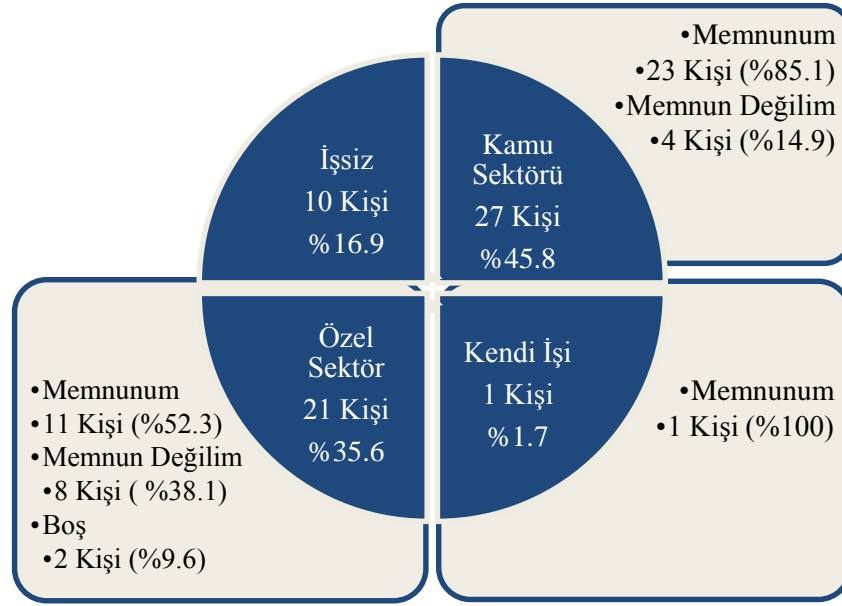 •Memnunum
•23 Kişi (%85.1)
•Memnun Değilim
•4 Kişi (%14.9)
İşsiz
10 Kişi
%16.9
Kamu
Sektörü
27 Kişi
%45.8
Özel
Sektör
21 Kişi
%35.6
Kendi İşi
1 Kişi
%1.7
•Memnunum
•11 Kişi (%52.3)
•Memnun Değilim
•8 Kişi ( %38.1)
•Boş
•2 Kişi (%9.6)
•Memnunum
•1 Kişi (%100)